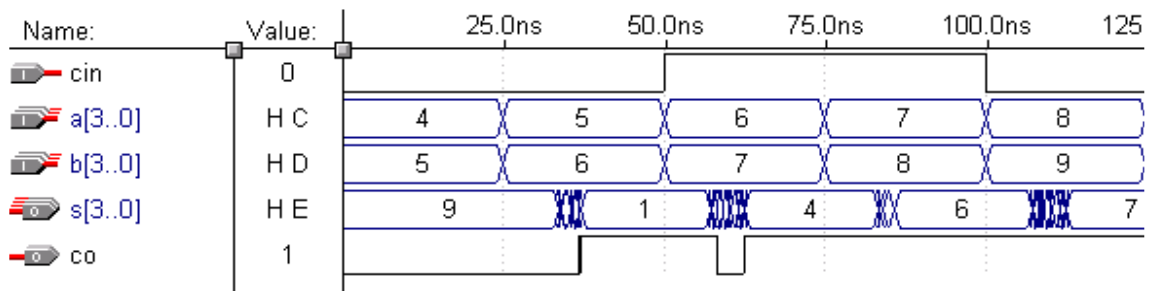 Name: Value: 25.0ns 50.0ns 75.0ns 100.0ns 125
cin 0
a[3..0] H C 4 5 6 7 8
b[3..0] H D 5 6 7 8 9
s[3..0] H E 9 1 4 6 7
co 1